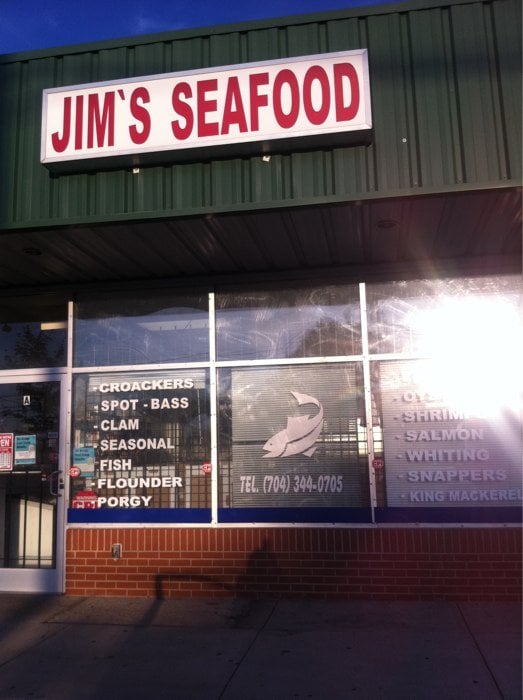 JIM`S SEAFOOD
A
- CROACKERS
- SPOT - BASS
- CLAM
- SEASONAL
- FISH
- FLOUNDER
- PORGY
TEL. (704) 344-0705
- SHRIMP
- SALMON
- WHITING
- SNAPPERS
- KING MACKEREL